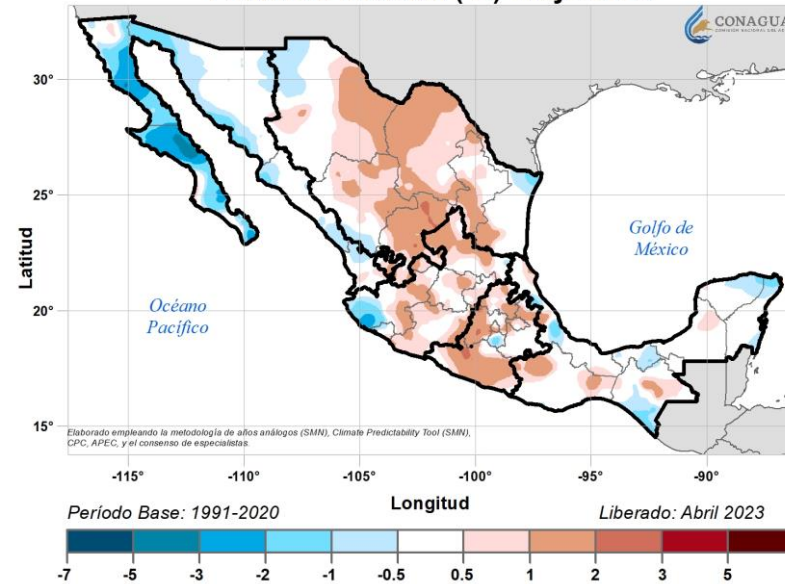 CONAGUA
30°
25°
20°
15°
Latitud
Golfo de
México
Océano
Pacífico
Elaborado empleando la metodología de años análogos (SMN), Climate Predictability Tool (SMN),
CPC, APEC, y el consenso de especialistas.
-115° -110° -105° -100° -95° -90°
Longitud
Período Base: 1991-2020 Liberado: Abril 2023
-7 -5 -3 -2 -1 -0.5 0.5 1 2 3 5